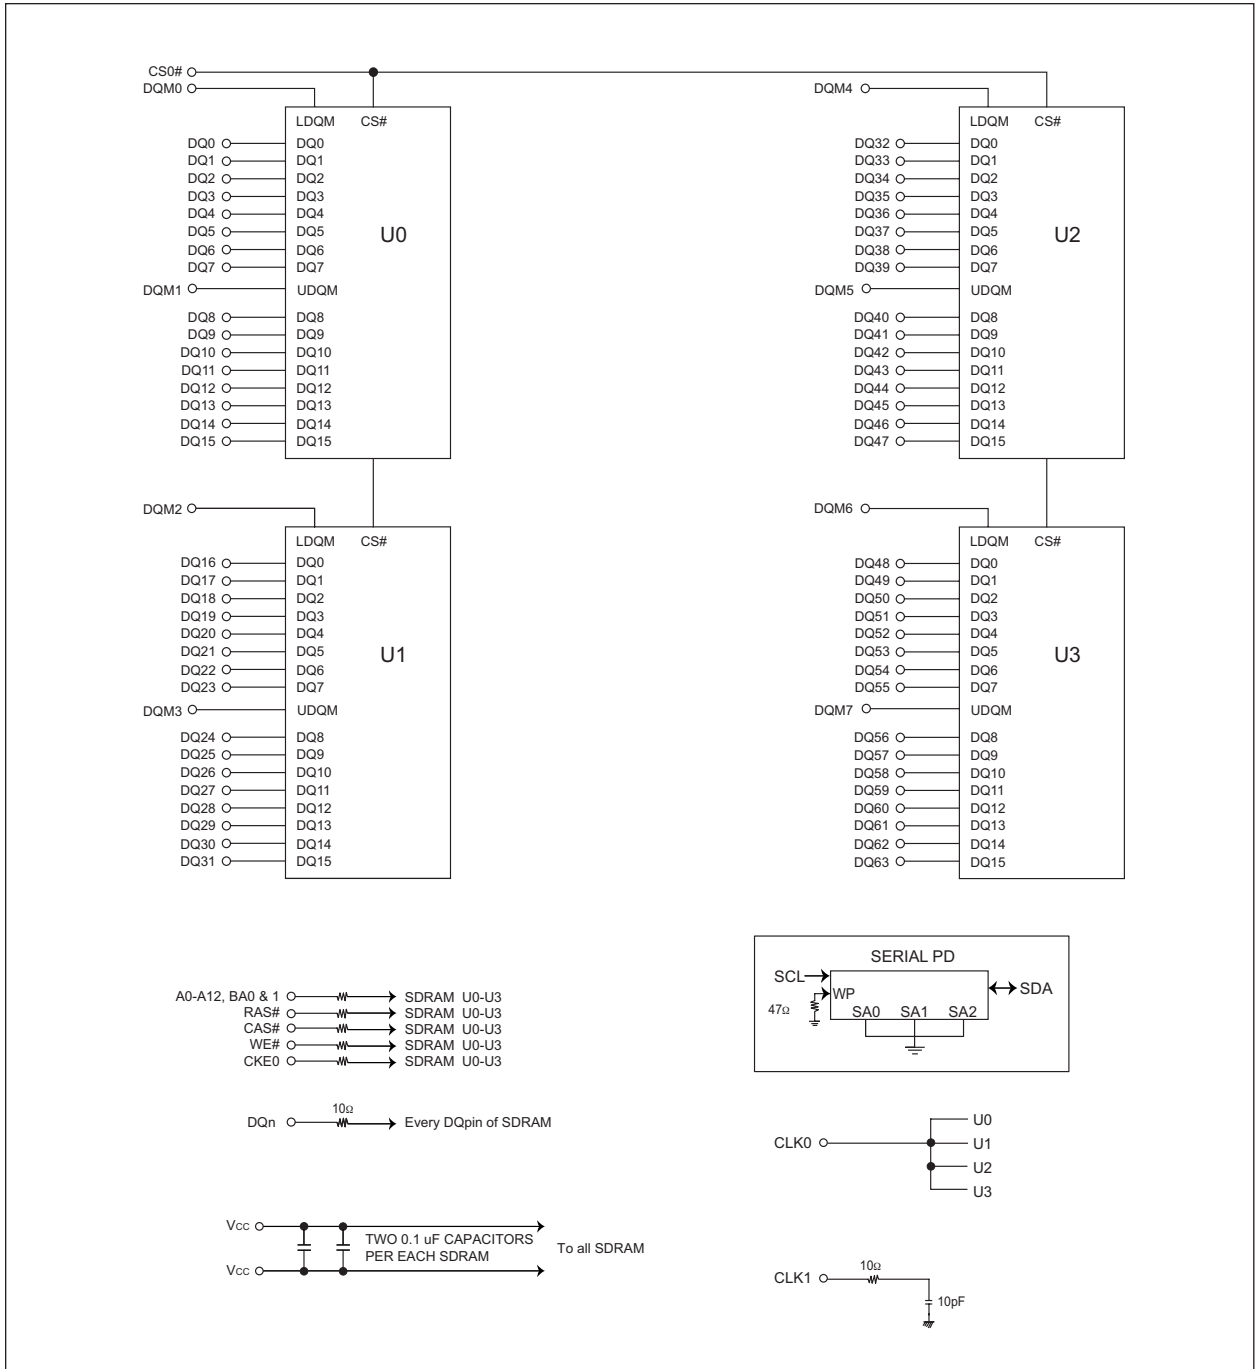 CS0#
DQM0
LDQM CS#
DQ0 DQ0
DQ1 DQ1
DQ2 DQ2
DQ3 DQ3
DQ4 DQ4
DQ5 DQ5
DQ6 DQ6
DQ7 DQ7
U0
DQM1 UDQM
DQ8 DQ8
DQ9 DQ9
DQ10 DQ10
DQ11 DQ11
DQ12 DQ12
DQ13 DQ13
DQ14 DQ14
DQ15 DQ15
DQM4
LDQM CS#
DQ32 DQ0
DQ33 DQ1
DQ34 DQ2
DQ35 DQ3
DQ36 DQ4
DQ37 DQ5
DQ38 DQ6
DQ39 DQ7
U2
DQM5 UDQM
DQ40 DQ8
DQ41 DQ9
DQ42 DQ10
DQ43 DQ11
DQ44 DQ12
DQ45 DQ13
DQ46 DQ14
DQ47 DQ15
DQM2
LDQM CS#
DQ16 DQ0
DQ17 DQ1
DQ18 DQ2
DQ19 DQ3
DQ20 DQ4
DQ21 DQ5
DQ22 DQ6
DQ23 DQ7
U1
DQM3 UDQM
DQ24 DQ8
DQ25 DQ9
DQ26 DQ10
DQ27 DQ11
DQ28 DQ12
DQ29 DQ13
DQ30 DQ14
DQ31 DQ15
DQM6
LDQM CS#
DQ48 DQ0
DQ49 DQ1
DQ50 DQ2
DQ51 DQ3
DQ52 DQ4
DQ53 DQ5
DQ54 DQ6
DQ55 DQ7
U3
DQM7 UDQM
DQ56 DQ8
DQ57 DQ9
DQ58 DQ10
DQ59 DQ11
DQ60 DQ12
DQ61 DQ13
DQ62 DQ14
DQ63 DQ15
A0-A12, BA0 & 1 SDRAM U0-U3
RAS# SDRAM U0-U3
CAS# SDRAM U0-U3
WE# SDRAM U0-U3
CKE0 SDRAM U0-U3
SERIAL PD
SCL
WP
SDA
47Ω
SA0 SA1 SA2
10Ω
DQn Every DQpin of SDRAM
CLK0
U0
U1
U2
U3
Vcc
TWO 0.1 uF CAPACITORS
PER EACH SDRAM
To all SDRAM
Vcc
10Ω
CLK1
10pF